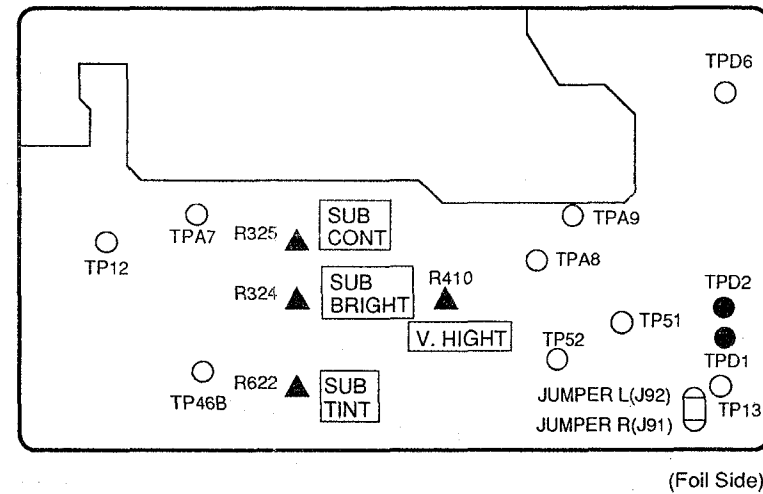 TPD6
SUB
CONT
R325
TPA7
TPA9
TP12
TPA8
SUB
BRIGHT
R324
R410
TPD2
V. HIGHT
TP51
TP52
TPD1
TP46B
R622
SUB
TINT
JUMPER L(J92)
TP13
JUMPER R(J91)
(Foil Side)